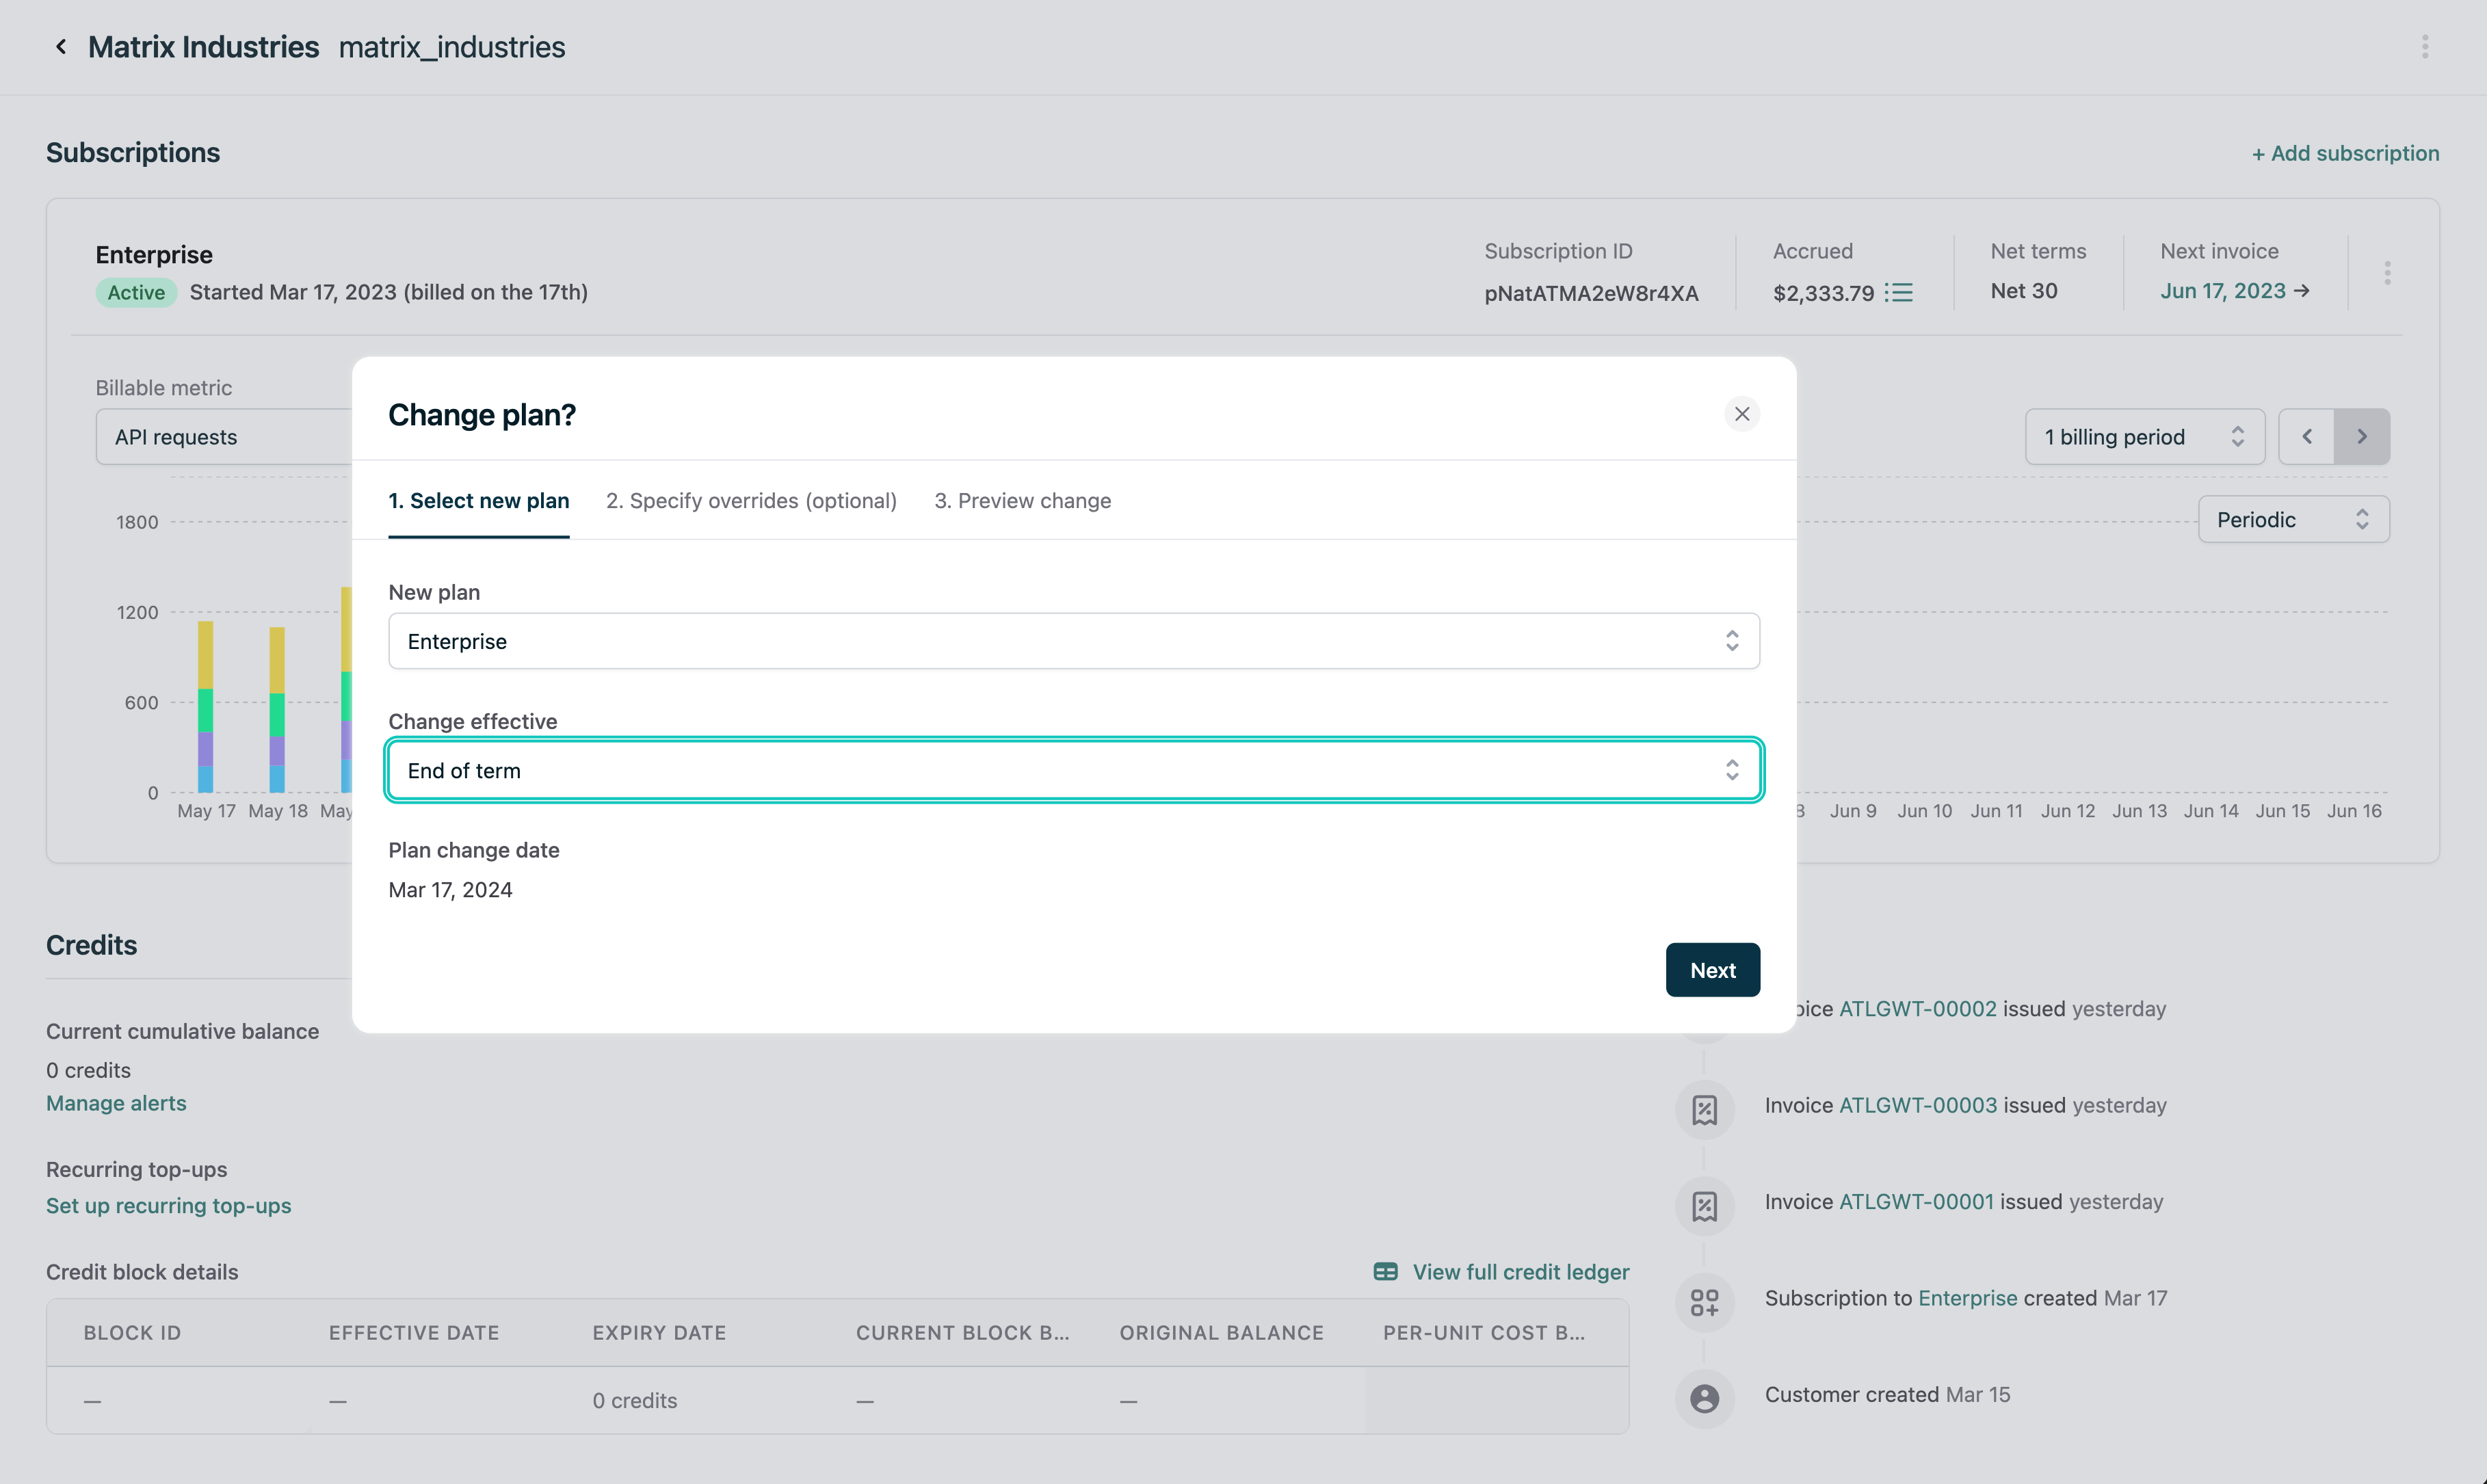 Matrix Industries matrix_industries
Subscriptions
+ Add subscription
Enterprise
Active Started Mar 17, 2023 (billed on the 17th)
Subscription ID
pNatATMA2eW8r4XA
Accrued
$2,333.79
Net terms
Net 30
Next invoice
Jun 17, 2023 →
Billable metric
API requests
1 billing period
Periodic
1800
1200
600
0
May 17 May 18 May
Jun 9 Jun 10 Jun 11 Jun 12 Jun 13 Jun 14 Jun 15 Jun 16
Change plan?
1. Select new plan 2. Specify overrides (optional) 3. Preview change
New plan
Enterprise
Change effective
End of term
Plan change date
Mar 17, 2024
Next
Credits
Current cumulative balance
0 credits
Manage alerts
Recurring top-ups
Set up recurring top-ups
Credit block details
View full credit ledger
BLOCK ID EFFECTIVE DATE EXPIRY DATE CURRENT BLOCK B... ORIGINAL BALANCE PER-UNIT COST B...
— — 0 credits — —
ATLGWT-00002 issued yesterday
Invoice ATLGWT-00003 issued yesterday
Invoice ATLGWT-00001 issued yesterday
Subscription to Enterprise created Mar 17
Customer created Mar 15